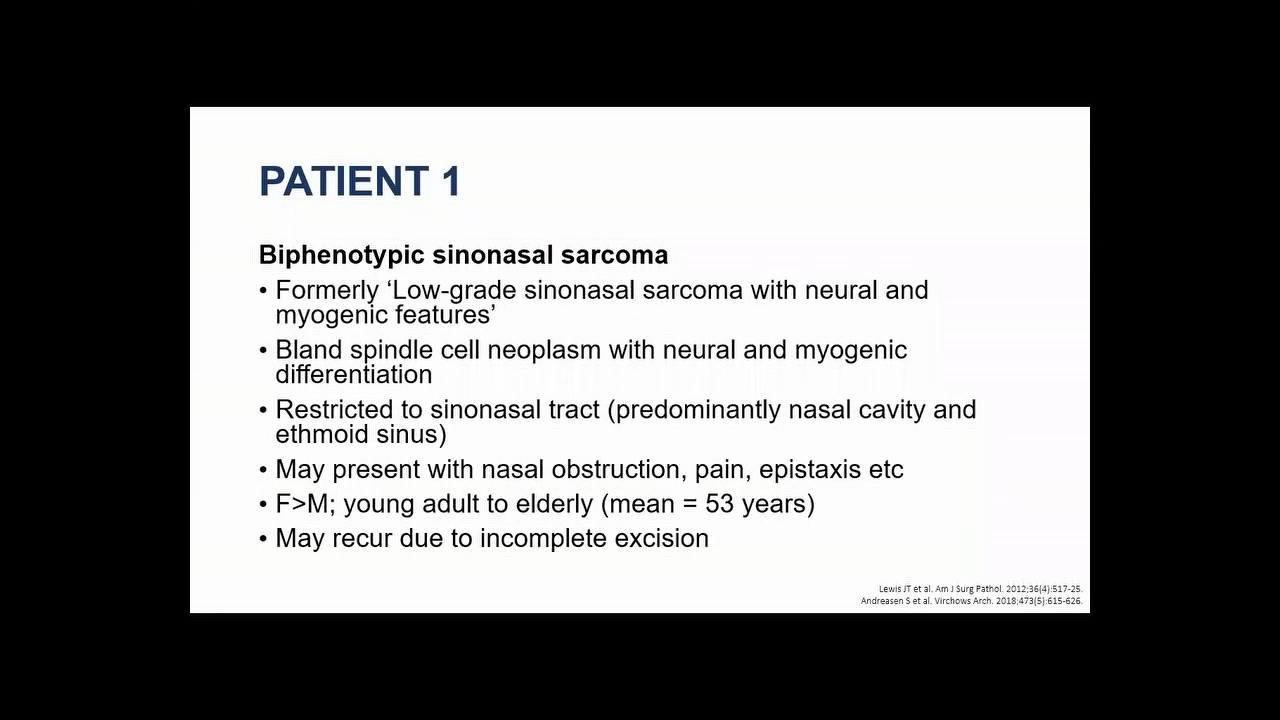 PATIENT 1
Biphenotypic sinonasal sarcoma
• Formerly ‘Low-grade sinonasal sarcoma with neural and
myogenic features’
• Bland spindle cell neoplasm with neural and myogenic
differentiation
• Restricted to sinonasal tract (predominantly nasal cavity and
ethmoid sinus)
• May present with nasal obstruction, pain, epistaxis etc
• F>M; young adult to elderly (mean = 53 years)
• May recur due to incomplete excision
Lewis JT et al. Am J Surg Pathol. 2012;36(4):517-25.
Andreasen S et al. Virchows Arch. 2018;473(5):615-626.